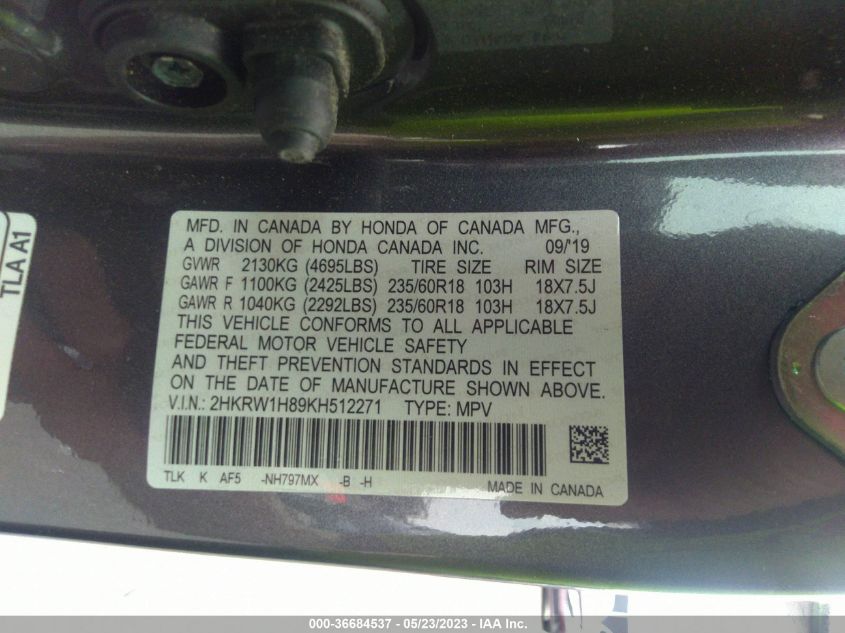 MFD. IN CANADA BY HONDA OF CANADA MFG.,
A DIVISION OF HONDA CANADA INC. 09/'19
GVWR 2130KG (4695LBS) TIRE SIZE RIM SIZE
GAWR F 1100KG (2425LBS) 235/60R18 103H 18X7.5J
GAWR R 1040KG (2292LBS) 235/60R18 103H 18X7.5J
THIS VEHICLE CONFORMS TO ALL APPLICABLE
FEDERAL MOTOR VEHICLE SAFETY
AND THEFT PREVENTION STANDARDS IN EFFECT
ON THE DATE OF MANUFACTURE SHOWN ABOVE.
V.I.N.: 2HKRW1H89KH512271 TYPE: MPV
TLK K AF5 -NH797MX -B -H
MADE IN CANADA
TLA A1
000-36684537 - 05/23/2023 - IAA Inc.